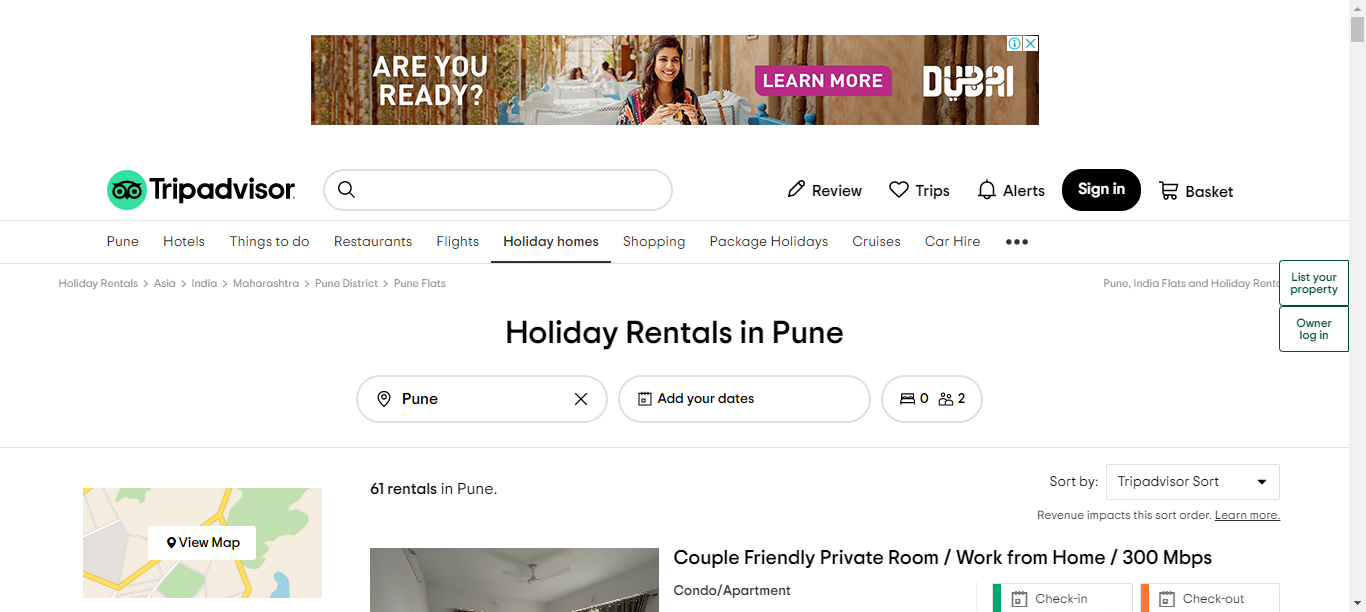 ARE YOU
READY?
LEARN MORE
DUBAI
Tripadvisor
Review
Trips
Alerts
Sign in
Basket
Pune
Hotels
Things to do
Restaurants
Flights
Holiday homes
Shopping
Package Holidays
Cruises
Car Hire
Holiday Rentals > Asia > India > Maharashtra > Pune District > Pune Flats
Pune, India Flats and Holiday
List your
property
Owner
log in
Holiday Rentals in Pune
Pune
Add your dates
0
2
61 rentals in Pune.
Sort by:
Tripadvisor Sort
Revenue impacts this sort order. Learn more.
View Map
Couple Friendly Private Room / Work from Home / 300 Mbps
Condo/Apartment
Check-in
Check-out